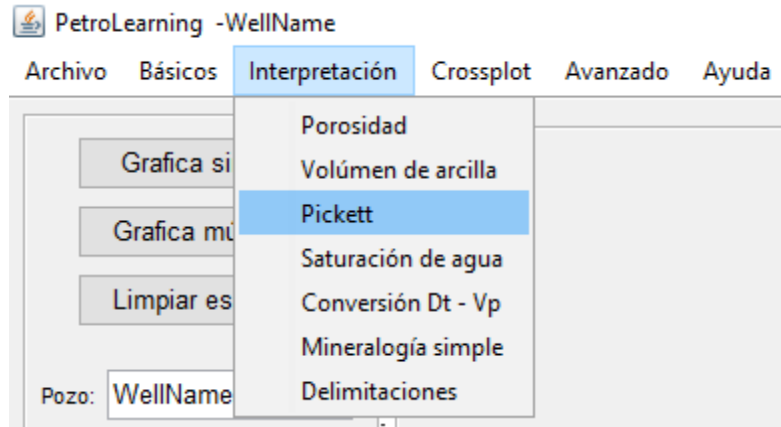 PetroLearning -WellName
Archivo Básicos Interpretación Crossplot Avanzado Ayuda
Porosidad
Grafica si
Volúmen de arcilla
Pickett
Grafica mú
Saturación de agua
Limpiar es
Conversión Dt - Vp
Mineralogía simple
Pozo: WellName
Delimitaciones